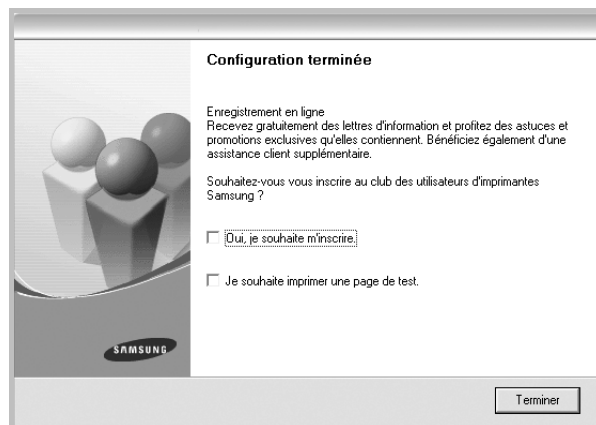 Configuration terminée
Enregistrement en ligne
Recevez gratuitement des lettres d'information et profitez des astuces et
promotions exclusives qu'elles contiennent. Bénéficiez également d'une
assistance client supplémentaire.
Souhaitez-vous vous inscrire au club des utilisateurs d'imprimantes
Samsung ?
Oui, je souhaite m'inscrire.
Je souhaite imprimer une page de test.
SAMSUNG
Terminer